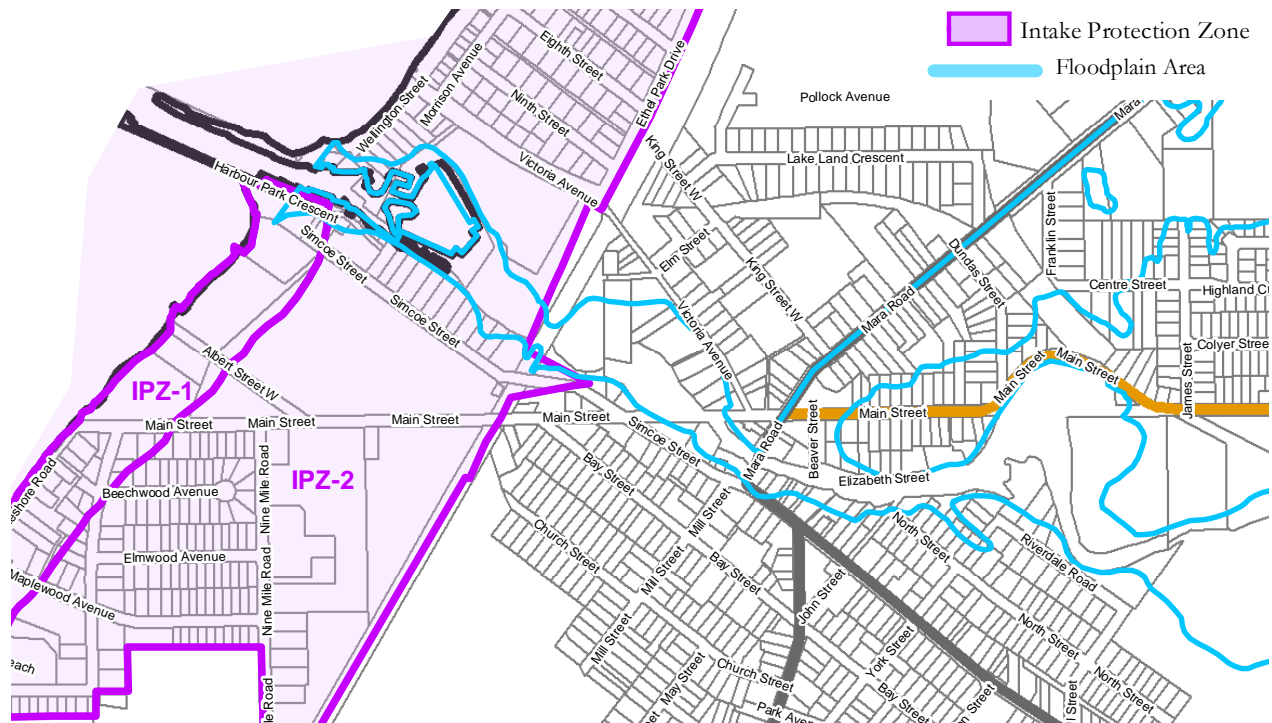 Intake Protection Zone
Floodplain Area
Eighth Street
Ninth Street
Ethel Park Drive
Morrison Avenue
Wellington Street
Victoria Avenue
Harbour Park Crescent
Simcoe Street
Simcoe Street
Albert Street W
IPZ-1
IPZ-2
Main Street
Main Street
Main Street
Beechwood Avenue
Elmwood Avenue
Maplewood Avenue
Nine Mile Road
Nine Mile Road
Pollock Avenue
Lake Land Crescent
King Street W
King Street W
Elm Street
Victoria Avenue
Mara Road
Mara
Dundas Street
Franklin Street
Centre Street
Highland
Colyer Street
James Street
Main Street
Main Street
Main Street
Mara Road
Beaver Street
Elizabeth Street
Simcoe Street
Bay Street
Church Street
Mill Street
Mill Street
Mill Street
Bay Street
North Street
Riverdale Road
John Street
York Street
North Street
North Street
Church Street
May Street
Bay Street
Park Ave